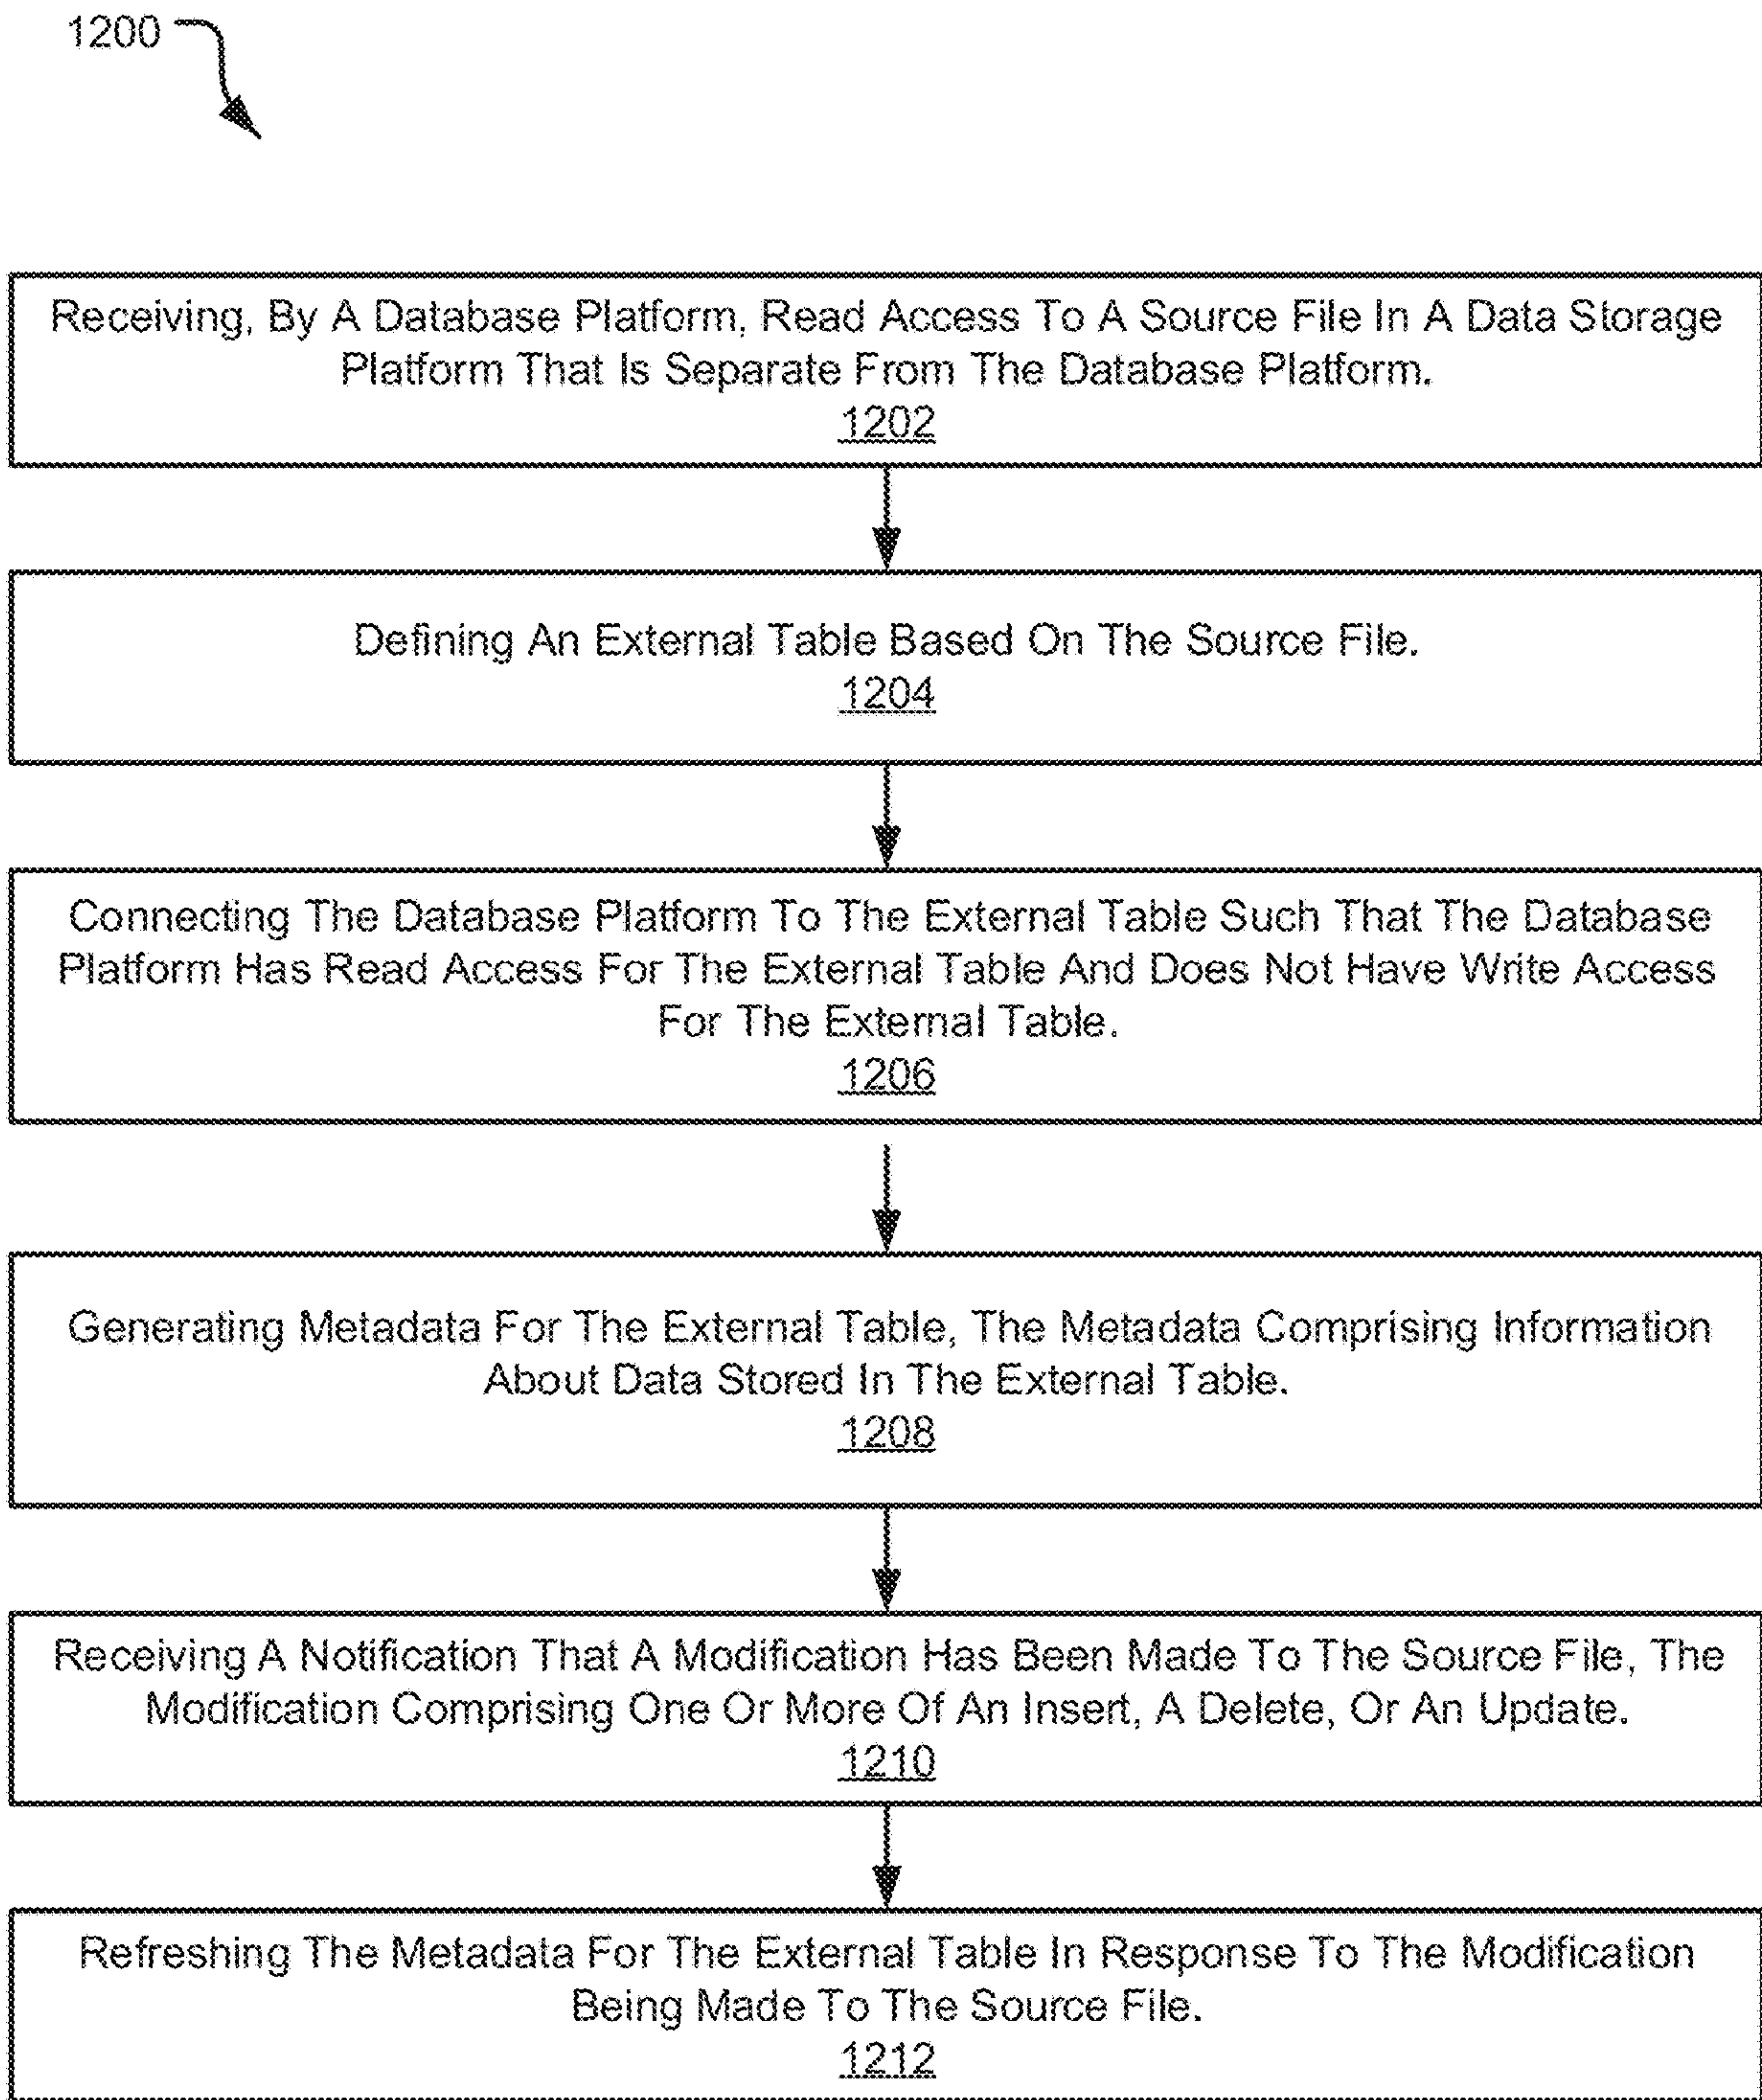 1200
Receiving, By A Database Platform, Read Access To A Source File In A Data Storage
Platform That Is Separate From The Database Platform.
1202
Defining An External Table Based On The Source File.
1204
Connecting The Database Platform To The External Table Such That The Database
Platform Has Read Access For The External Table And Does Not Have Write Access
For The External Table.
1206
Generating Metadata For The External Table, The Metadata Comprising Information
About Data Stored In The External Table.
1208
Receiving A Notification That A Modification Has Been Made To The Source File, The
Modification Comprising One Or More Of An Insert, A Delete, Or An Update.
1210
Refreshing The Metadata For The External Table In Response To The Modification
Being Made To The Source File.
1212